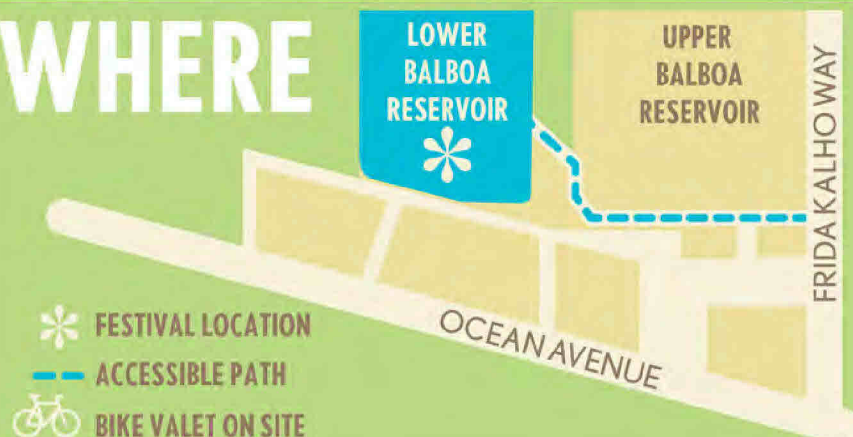 WHERE
LOWER
BALBOA
RESERVOIR
UPPER
BALBOA
RESERVOIR
FRIDA KALHO WAY
OCEAN AVENUE
FESTIVAL LOCATION
ACCESSIBLE PATH
BIKE VALET ON SITE